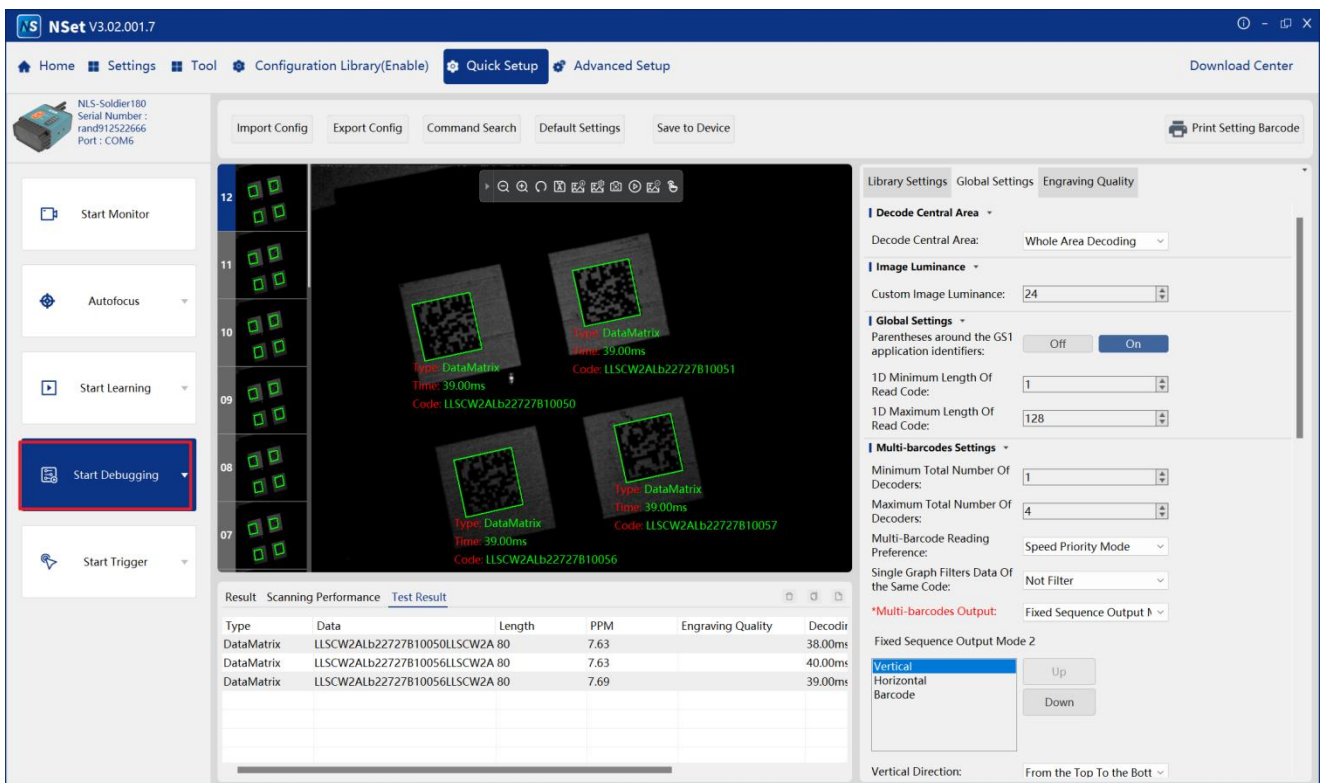 NSet V3.02.001.7
Home Settings Tool Configuration Library(Enable) Quick Setup Advanced Setup Download Center
NLS-Soldier180
Serial Number :
rand912522666
Port : COM6
Import Config Export Config Command Search Default Settings Save to Device Print Setting Barcode
Start Monitor
Autofocus
Start Learning
Start Debugging
Start Trigger
12
11
10
09
08
07
Type: DataMatrix
Time: 39.00ms
Code: LLSCW2ALb22727B10051
Type: DataMatrix
Time: 39.00ms
Code: LLSCW2ALb22727B10050
Type: DataMatrix
Time: 39.00ms
Code: LLSCW2ALb22727B10057
Type: DataMatrix
Time: 39.00ms
Code: LLSCW2ALb22727B10056
Result Scanning Performance Test Result
Type Data Length PPM Engraving Quality Decodin
DataMatrix LLSCW2ALb22727B10050LLSCW2A 80 7.63 38.00ms
DataMatrix LLSCW2ALb22727B10056LLSCW2A 80 7.63 40.00ms
DataMatrix LLSCW2ALb22727B10056LLSCW2A 80 7.69 39.00ms
Library Settings Global Settings Engraving Quality
Decode Central Area
Decode Central Area: Whole Area Decoding
Image Luminance
Custom Image Luminance: 24
Global Settings
Parentheses around the GS1
application identifiers: Off On
1D Minimum Length Of
Read Code: 1
1D Maximum Length Of
Read Code: 128
Multi-barcodes Settings
Minimum Total Number Of
Decoders: 1
Maximum Total Number Of
Decoders: 4
Multi-Barcode Reading
Preference: Speed Priority Mode
Single Graph Filters Data Of
the Same Code: Not Filter
*Multi-barcodes Output: Fixed Sequence Output M
Fixed Sequence Output Mode 2
Vertical Up
Horizontal
Barcode Down
Vertical Direction: From the Top To the Bott